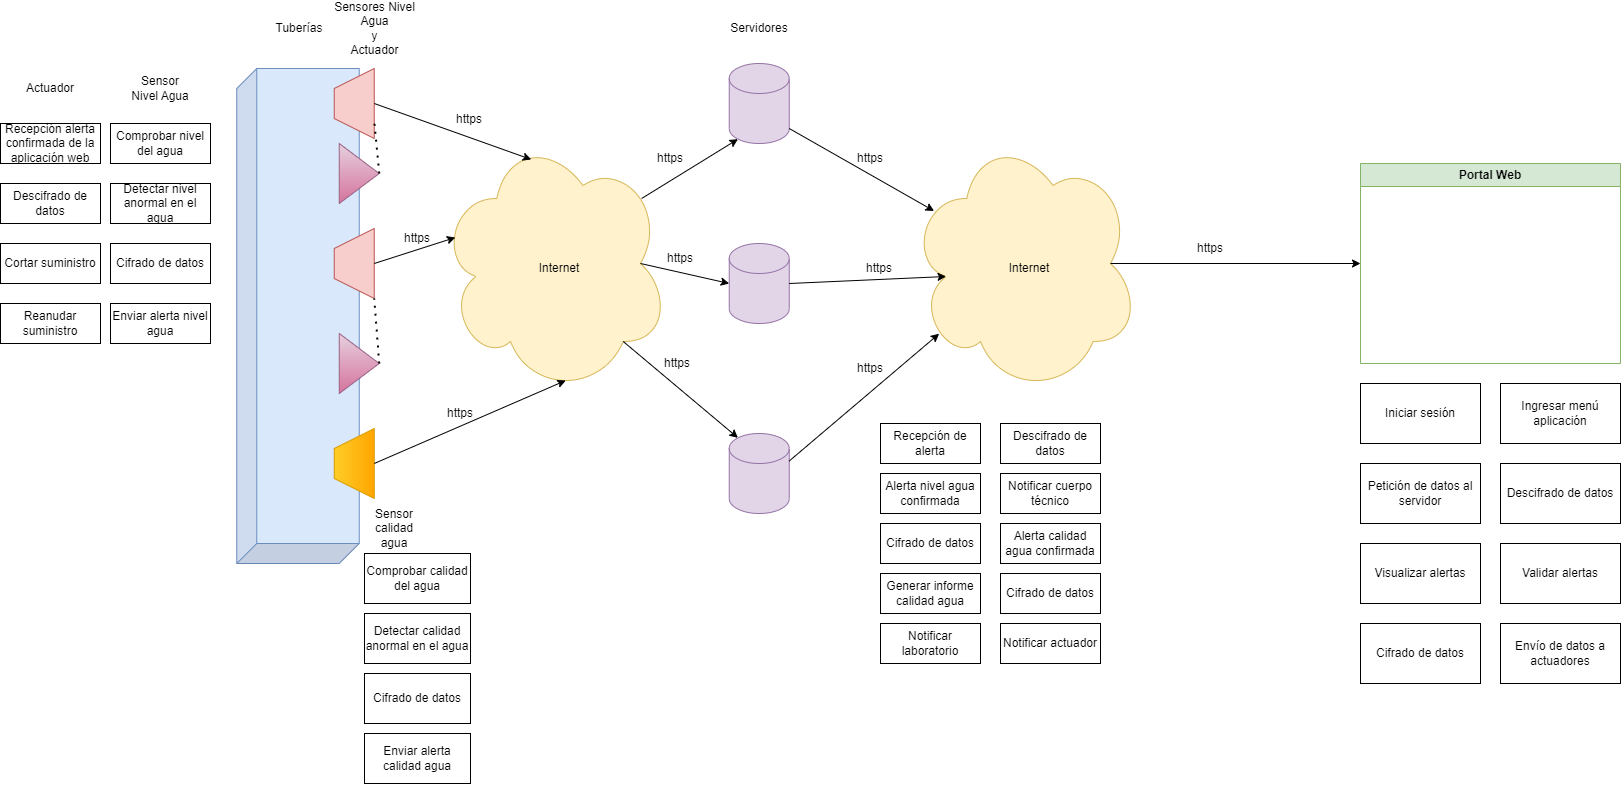 Tuberías
Sensores Nivel
Agua
y
Actuador
Servidores
Actuador
Sensor
Nivel Agua
Recepción alerta
confirmada de la
aplicación web
Comprobar nivel
del agua
Descifrado de
datos
Detectar nivel
anormal en el
agua
Cortar suministro
Cifrado de datos
Reanudar
suministro
Enviar alerta nivel
agua
https
https
https
Internet
https
https
https
https
https
https
Internet
https
Portal Web
Sensor
calidad
agua
Comprobar calidad
del agua
Detectar calidad
anormal en el agua
Cifrado de datos
Enviar alerta
calidad agua
Recepción de
alerta
Descifrado de
datos
Alerta nivel agua
confirmada
Notificar cuerpo
técnico
Cifrado de datos
Alerta calidad
agua confirmada
Generar informe
calidad agua
Cifrado de datos
Notificar
laboratorio
Notificar actuador
Iniciar sesión
Ingresar menú
aplicación
Petición de datos al
servidor
Descifrado de datos
Visualizar alertas
Validar alertas
Cifrado de datos
Envío de datos a
actuadores